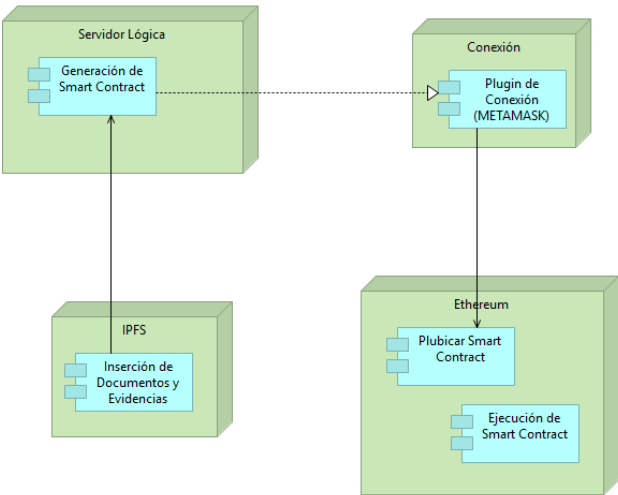 Servidor Lógica
Generación de
Smart Contract
Conexión
Plugin de
Conexión
(METAMASK)
IPFS
Inserción de
Documentos y
Evidencias
Ethereum
Plubicar Smart
Contract
Ejecución de
Smart Contract